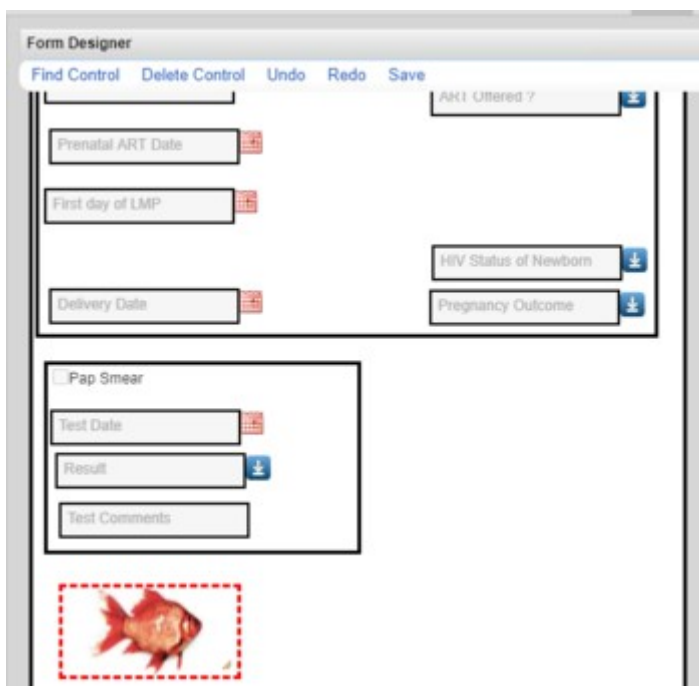 Form Designer
Find Control Delete Control Undo Redo Save
ART Offered ?
Prenatal ART Date
First day of LMP
HIV Status of Newborn
Delivery Date Pregnancy Outcome
Pap Smear
Test Date
Result
Test Comments